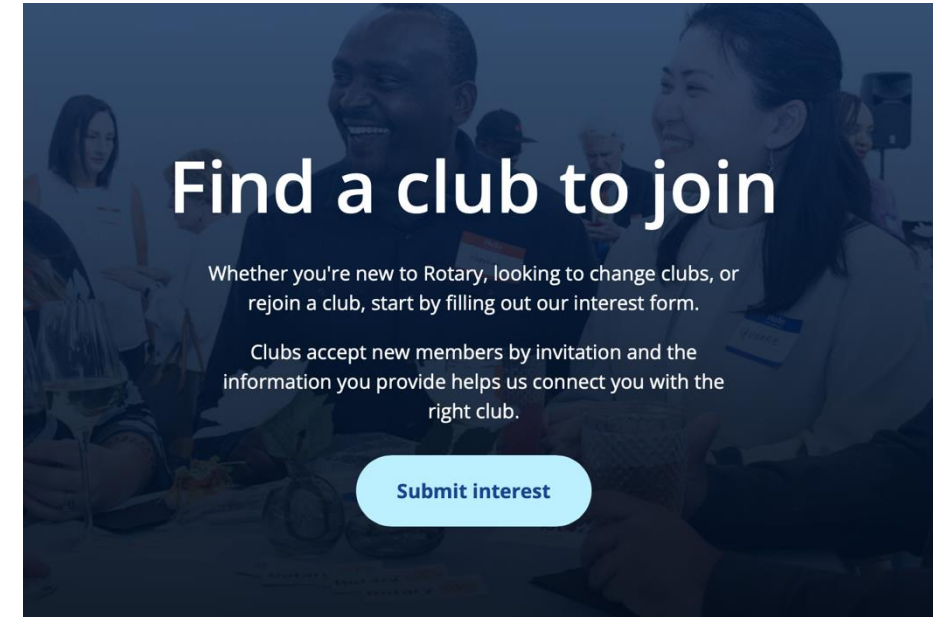 Find a club to join
Whether you're new to Rotary, looking to change clubs, or
rejoin a club, start by filling out our interest form.
Clubs accept new members by invitation and the
information you provide helps us connect you with the
right club.
Submit interest